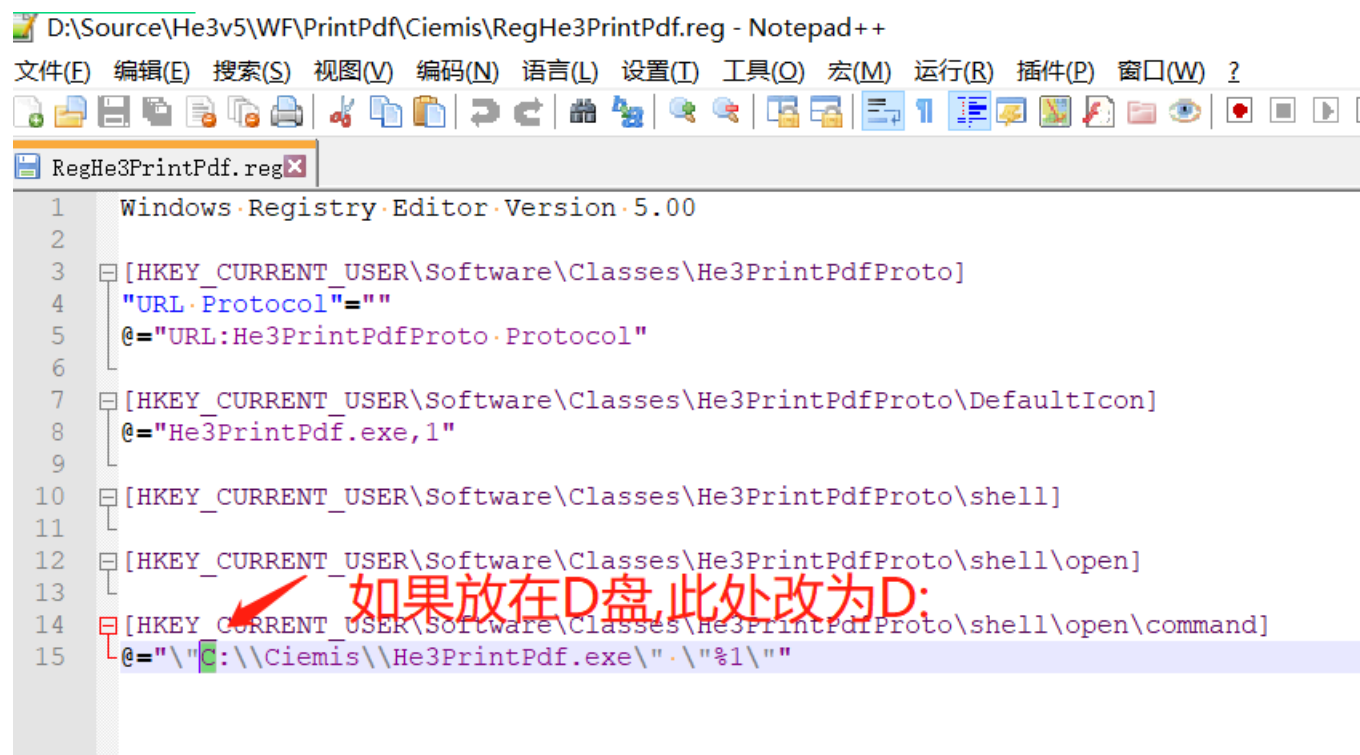 D:\Source\He3v5\WF\PrintPdf\Ciemis\RegHe3PrintPdf.reg - Notepad++
文件(F) 编辑(E) 搜索(S) 视图(V) 编码(N) 语言(L) 设置(T) 工具(O) 宏(M) 运行(R) 插件(P) 窗口(W) ?
RegHe3PrintPdf.reg
1 Windows Registry Editor Version 5.00
2
3 [HKEY_CURRENT_USER\Software\Classes\He3PrintPdfProto]
4 "URL Protocol"=""
5 @="URL:He3PrintPdfProto Protocol"
6
7 [HKEY_CURRENT_USER\Software\Classes\He3PrintPdfProto\DefaultIcon]
8 @="He3PrintPdf.exe,1"
9
10 [HKEY_CURRENT_USER\Software\Classes\He3PrintPdfProto\shell]
11
12 [HKEY_CURRENT_USER\Software\Classes\He3PrintPdfProto\shell\open]
13
如果放在D盘,此处改为D:
14 [HKEY_CURRENT_USER\Software\Classes\He3PrintPdfProto\shell\open\command]
15 @="\"C:\\Ciemis\\He3PrintPdf.exe\" \"%1\""